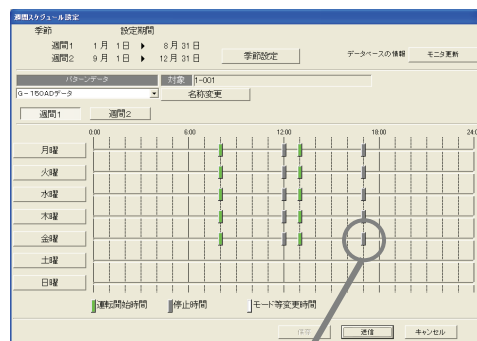 週間スケジュール設定
季節 設定期間
週間1 1月 1日 ▶ 8月 31日
週間2 9月 1日 ▶ 12月 31日
季節設定
データベースの情報 モニタ更新
パターンデータ 対象 1-001
G-150ADデータ 名称変更
週間1 週間2
0:00 6:00 12:00 18:00 24:0
月曜
火曜
水曜
木曜
金曜
土曜
日曜
運転開始時間 停止時間 モード等変更時間
保存 送信 キャンセル